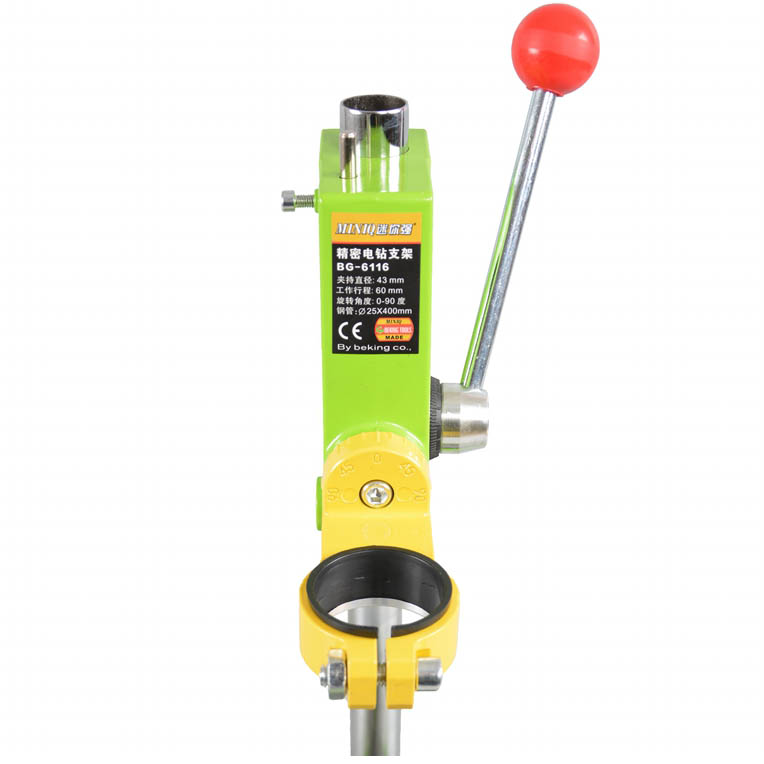 MINIQ迷你强®
精密电钻支架
BG-6116
夹持直径: 43 mm
工作行程: 60 mm
旋转角度: 0-90 度
钢管: Ø25X400mm
CE
MINIQ
BEKING TOOLS
MADE
By beking co.,
90 45 0 45 90